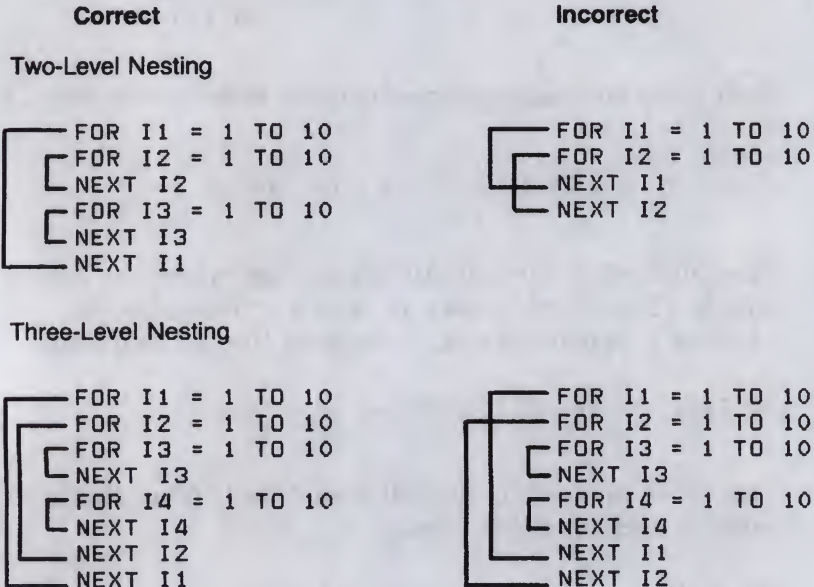 Correct
Incorrect
Two-Level Nesting
FOR I1 = 1 TO 10
FOR I2 = 1 TO 10
NEXT I2
FOR I3 = 1 TO 10
NEXT I3
NEXT I1
FOR I1 = 1 TO 10
FOR I2 = 1 TO 10
NEXT I1
NEXT I2
Three-Level Nesting
FOR I1 = 1 TO 10
FOR I2 = 1 TO 10
FOR I3 = 1 TO 10
NEXT I3
FOR I4 = 1 TO 10
NEXT I4
NEXT I2
NEXT I1
FOR I1 = 1 TO 10
FOR I2 = 1 TO 10
FOR I3 = 1 TO 10
NEXT I3
FOR I4 = 1 TO 10
NEXT I4
NEXT I1
NEXT I2